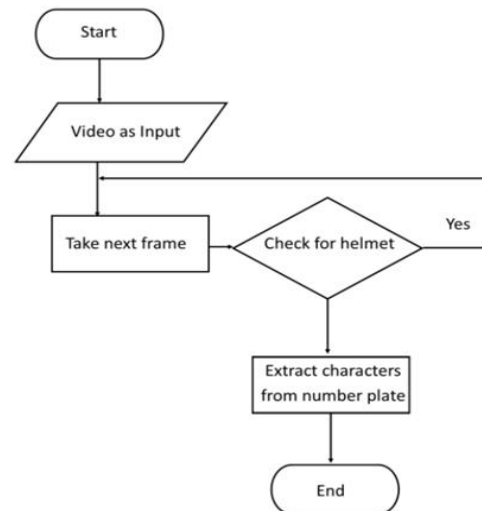 Start
Video as Input
Take next frame
Check for helmet
Yes
Extract characters
from number plate
End